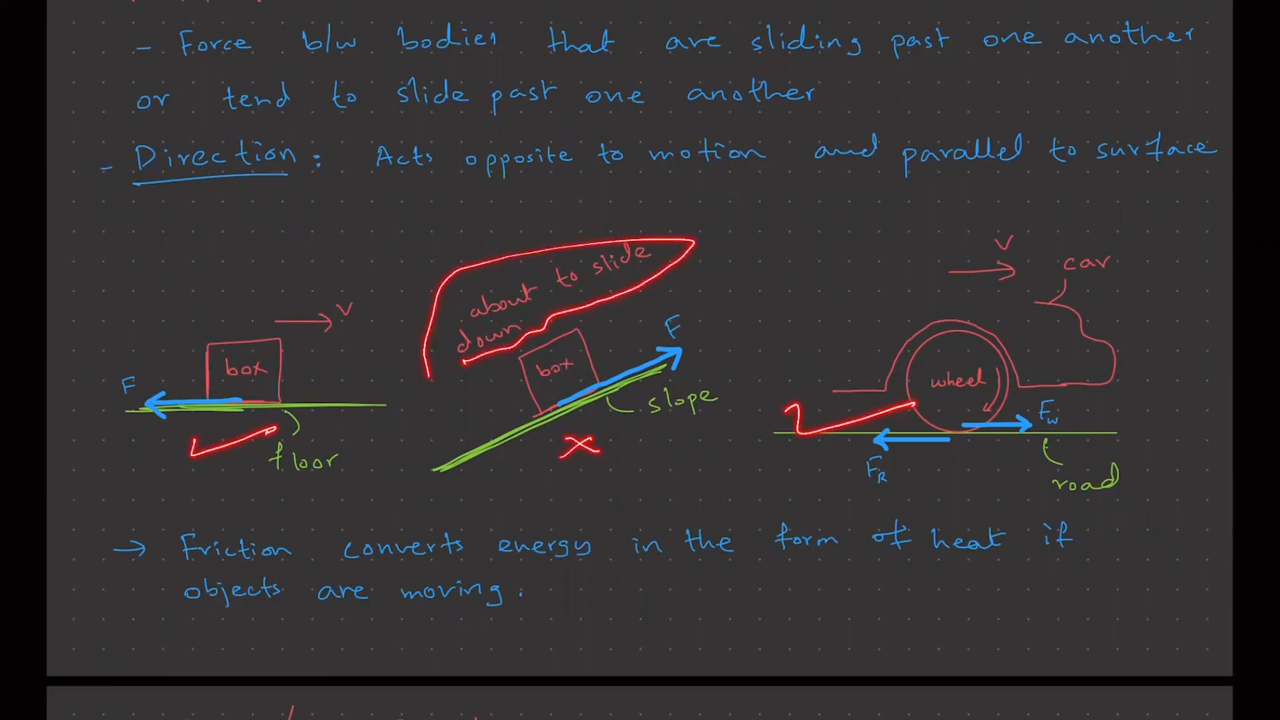 - Force b/w bodies that are sliding past one another
or tend to slide past one another
- Direction: Acts opposite to motion and parallel to surface
about to slide
down
V
box
F
floor
box
F
slope
V
car
wheel
Fw
FR
road
→ Friction converts energy in the form of heat if
objects are moving.